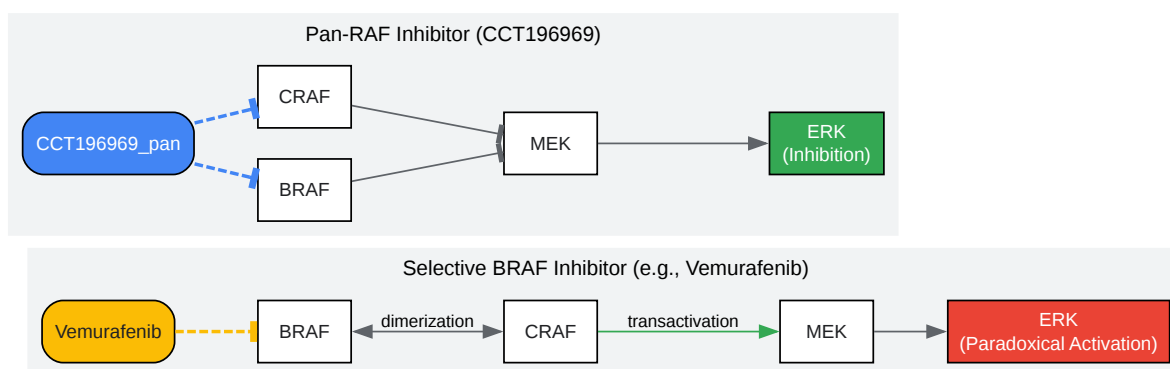 Pan-RAF Inhibitor (CCT196969)
CCT196969_pan
CRAF
BRAF
MEK
ERK
(Inhibition)
Selective BRAF Inhibitor (e.g., Vemurafenib)
Vemurafenib
BRAF
dimerization
CRAF
transactivation
MEK
ERK
(Paradoxical Activation)